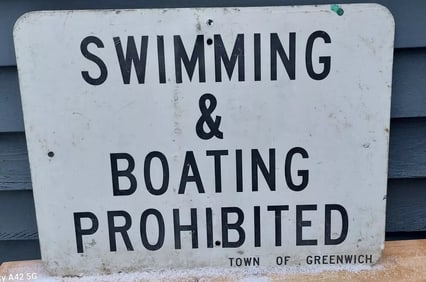 SWIMMING
&
BOATING
PROHIBITED
TOWN OF GREENWICH
y A42 5G